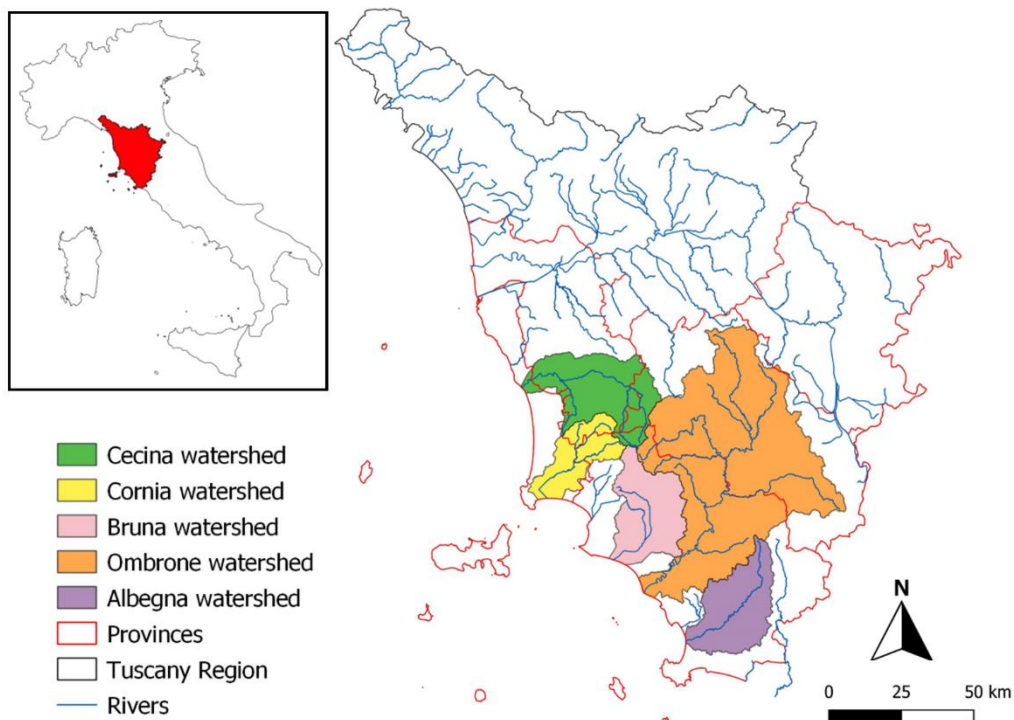 Cecina watershed
Cornia watershed
Bruna watershed
Ombrone watershed
Albegna watershed
Provinces
Tuscany Region
Rivers
N
0 25 50 km